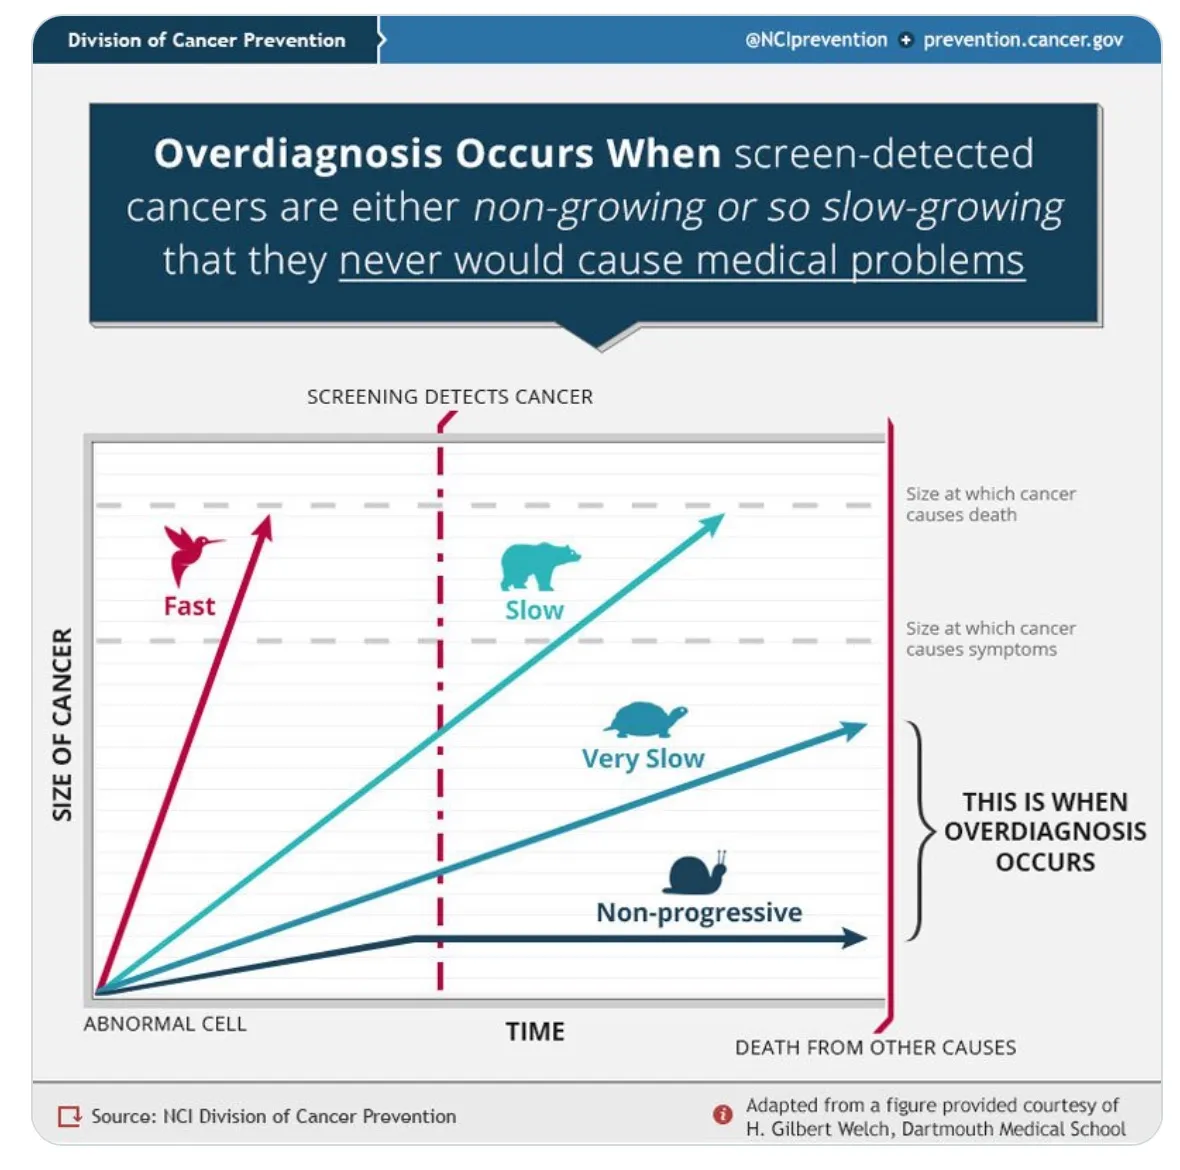 Division of Cancer Prevention
@NCIprevention + prevention.cancer.gov
Overdiagnosis Occurs When screen-detected
cancers are either non-growing or so slow-growing
that they never would cause medical problems
SCREENING DETECTS CANCER
Size at which cancer
causes death
Fast
Slow
Size at which cancer
causes symptoms
SIZE OF CANCER
Very Slow
THIS IS WHEN
OVERDIAGNOSIS
OCCURS
Non-progressive
ABNORMAL CELL
TIME
DEATH FROM OTHER CAUSES
Source: NCI Division of Cancer Prevention
i Adapted from a figure provided courtesy of
H. Gilbert Welch, Dartmouth Medical School